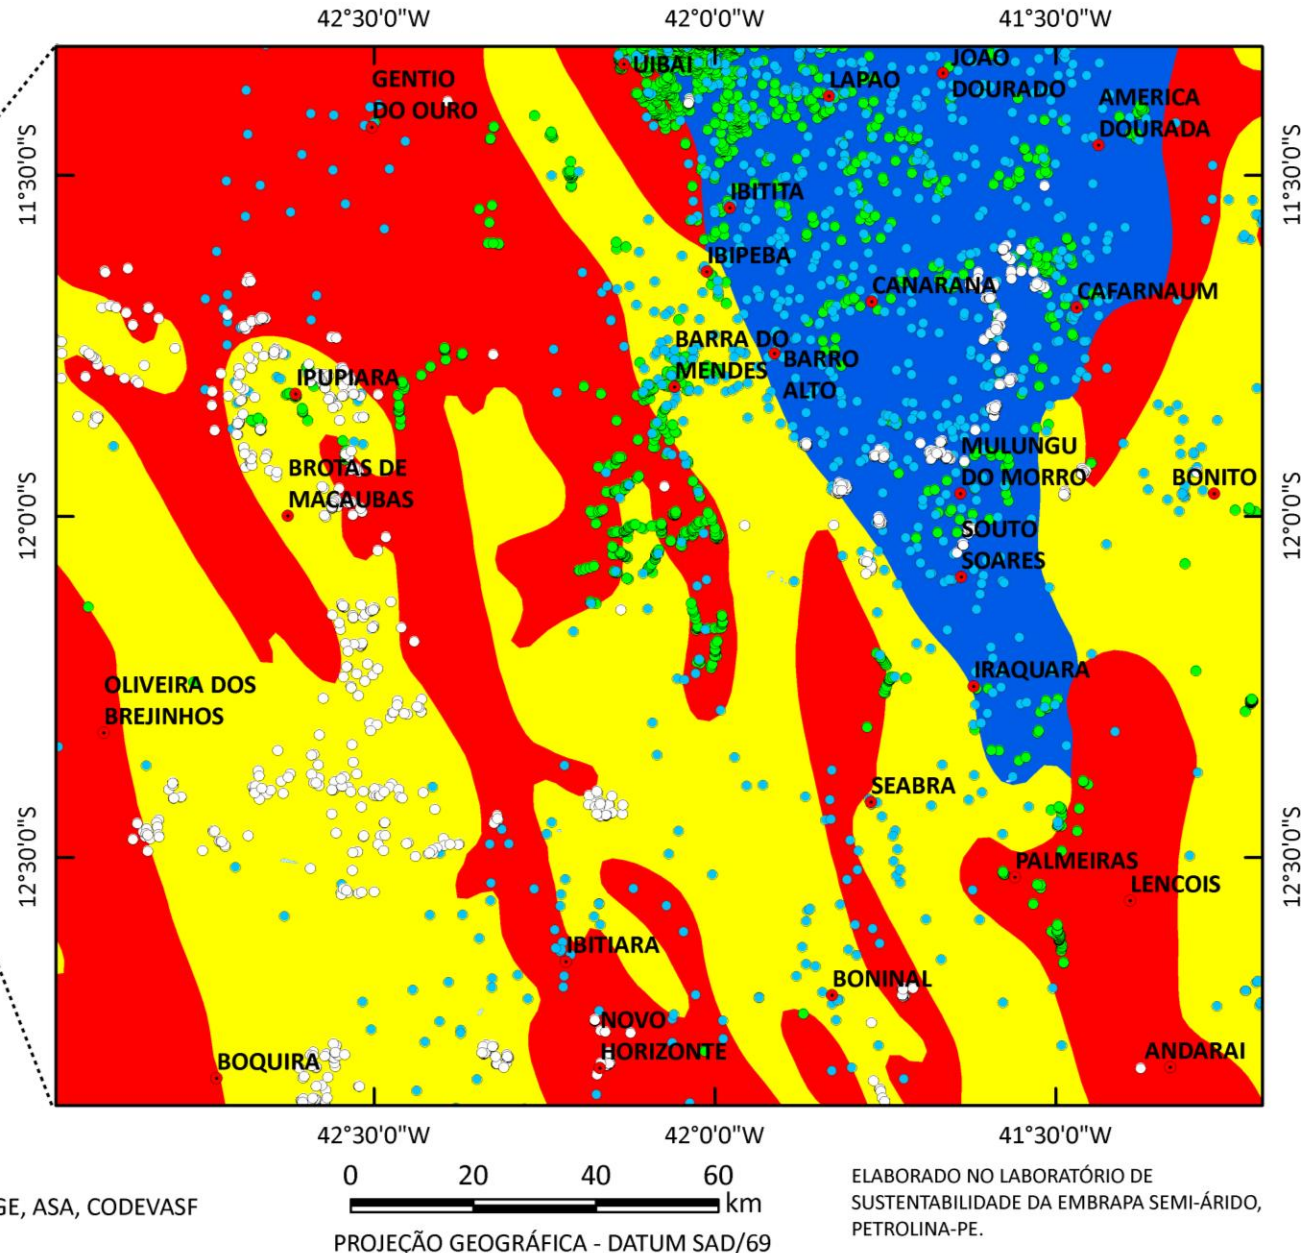 42°30'0"W 42°0'0"W 41°30'0"W
UIBAI
JOAO
DOURADO
GENTIO
DO OURO
LAPAO
AMERICA
DOURADA
11°30'0"S
11°30'0"S
IBITITA
IBIPEBA
CANARANA
CAFARNAUM
BARRA DO
MENDES
BARRO
ALTO
IPUPIARA
MULUNGU
DO MORRO
BROTAS DE
MACAUBAS
BONITO
12°0'0"S
12°0'0"S
SOUTO
SOARES
IRAQUARA
OLIVEIRA DOS
BREJINHOS
SEABRA
12°30'0"S
12°30'0"S
PALMEIRAS
LENCOIS
IBITIARA
BONINAL
NOVO
HORIZONTE
BOQUIRA
ANDARAI
42°30'0"W 42°0'0"W 41°30'0"W
0 20 40 60
km
GE, ASA, CODEVASF
PROJEÇÃO GEOGRÁFICA - DATUM SAD/69
ELABORADO NO LABORATÓRIO DE
SUSTENTABILIDADE DA EMBRAPA SEMI-ÁRIDO,
PETROLINA-PE.